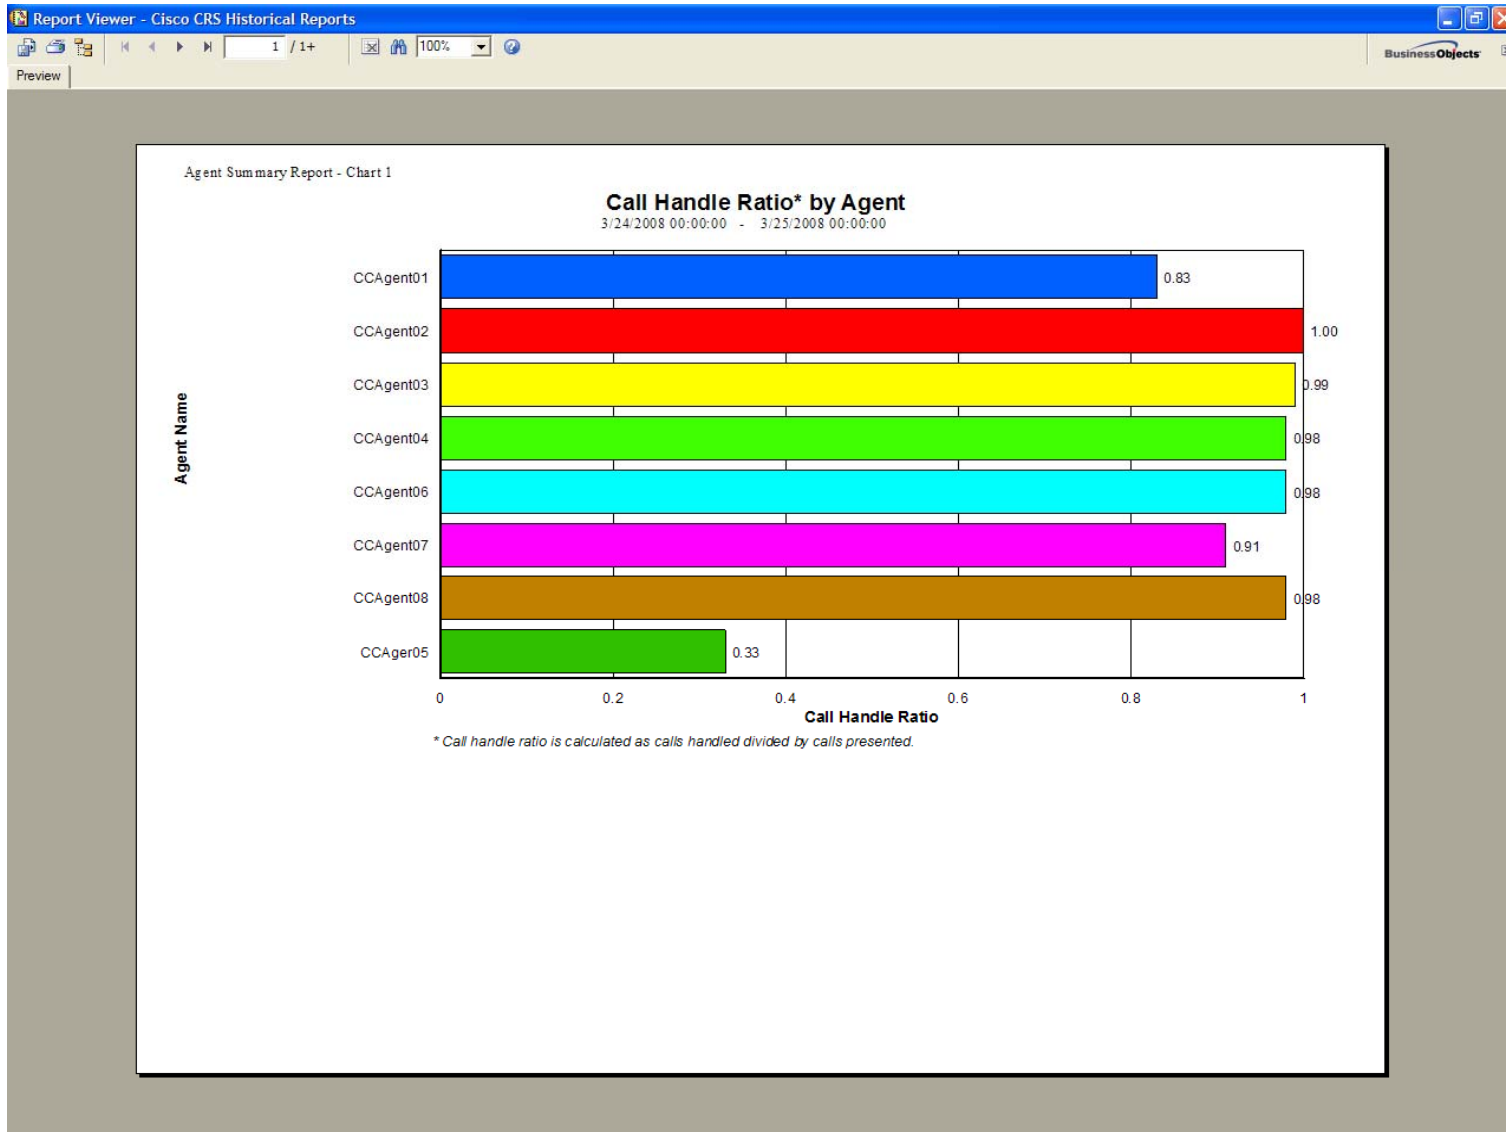 Report Viewer - Cisco CRS Historical Reports
1 / 1+ 100% BusinessObjects
Preview
Agent Summary Report - Chart 1
Call Handle Ratio* by Agent
3/24/2008 00:00:00 - 3/25/2008 00:00:00
CCAgent01 0.83
CCAgent02 1.00
CCAgent03 0.99
CCAgent04 0.98
Agent Name
CCAgent06 0.98
CCAgent07 0.91
CCAgent08 0.98
CCAger05 0.33
0 0.2 0.4 0.6 0.8 1
Call Handle Ratio
* Call handle ratio is calculated as calls handled divided by calls presented.